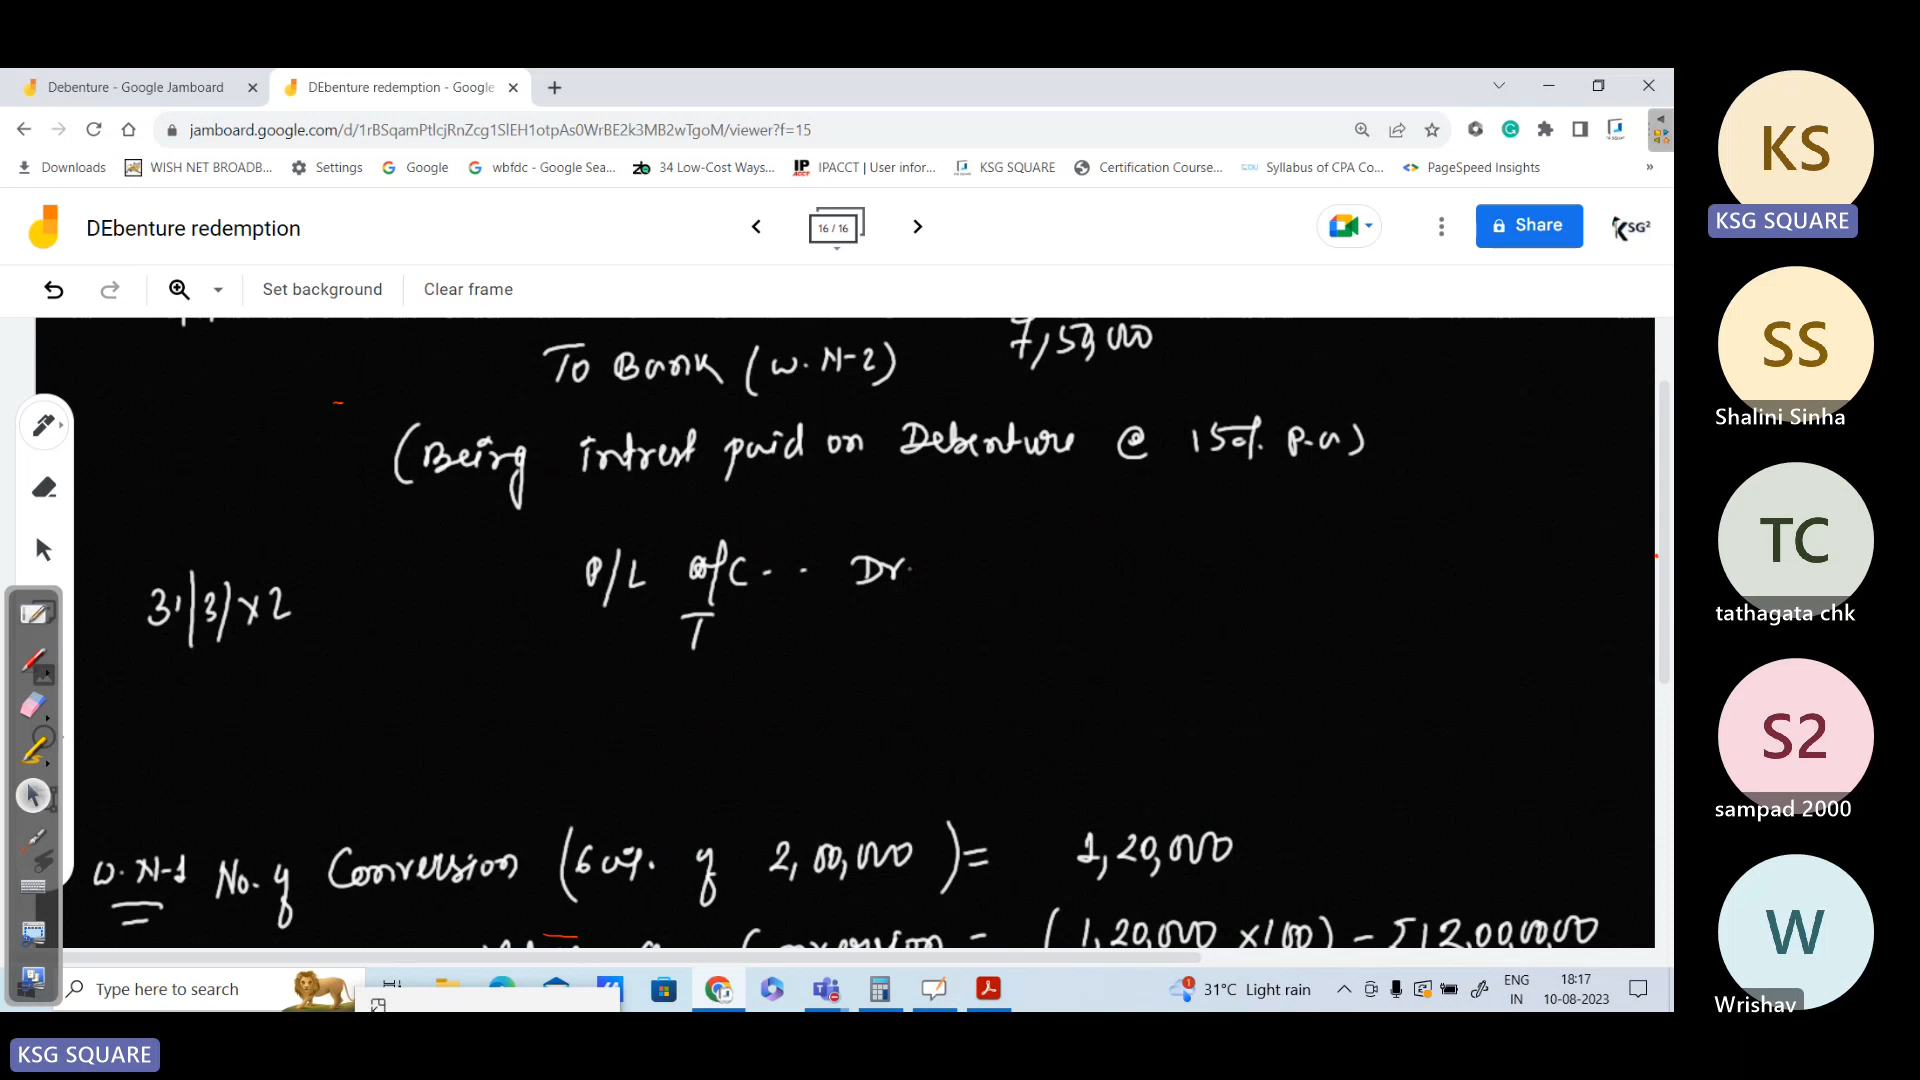 Debenture - Google Jamboard
DEbenture redemption - Google
jamboard.google.com/d/1rBSqamPtlcjRnZcg1SlEH1otpAs0WrBE2k3MB2wTgoM/viewer?f=15
Downloads WISH NET BROADB... Settings Google wbfdc - Google Sea... 34 Low-Cost Ways... IPACCT | User infor... KSG SQUARE Certification Course... Syllabus of CPA Co... PageSpeed Insights »
DEbenture redemption
16 / 16
Share
KSG²
Set background Clear frame
To Bank (W.N-2)
(Being intrest paid on Debenture @ 15% p.a)
31/3/x2 P/L a/c - - Dr.
T
W.N-1 No. of Conversion (60% of 2,00,000) = 1,20,000
Type here to search
31°C Light rain
ENG
IN
18:17
10-08-2023
KS
KSG SQUARE
SS
Shalini Sinha
TC
tathagata chk
S2
sampad 2000
W
Wrishav
KSG SQUARE